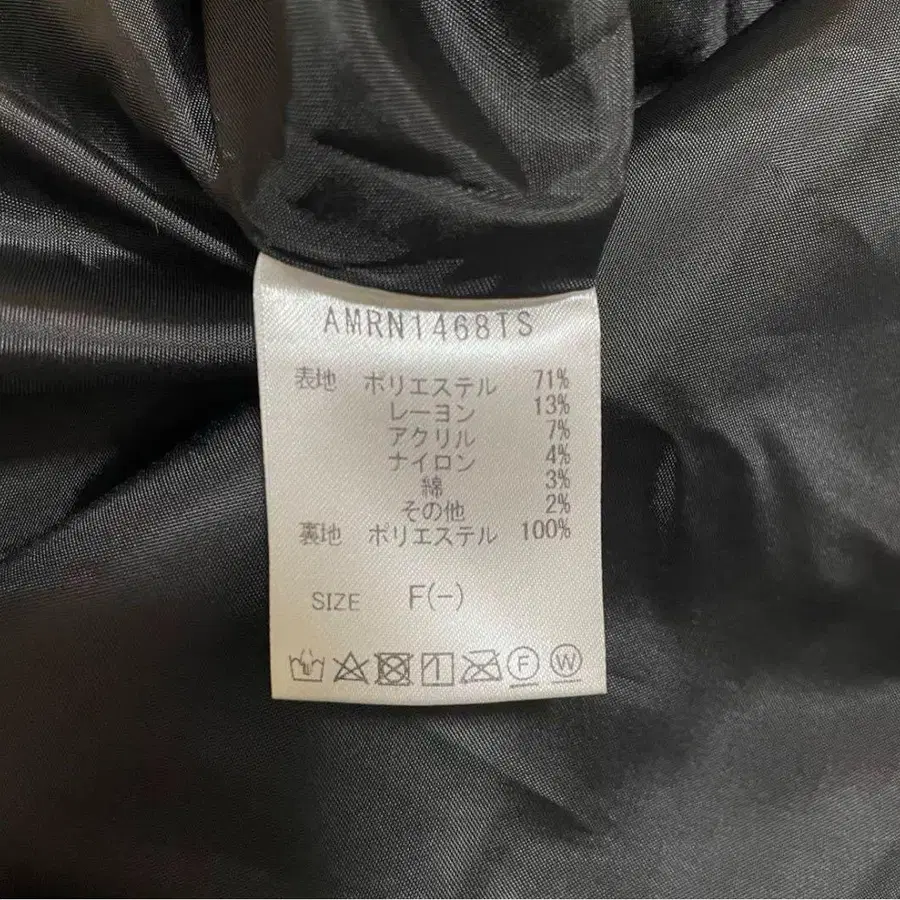 AMRN1468TS
表地 ポリエステル 71%
レーヨン 13%
アクリル 7%
ナイロン 4%
綿 3%
その他 2%
裏地 ポリエステル 100%
SIZE F(-)
F W